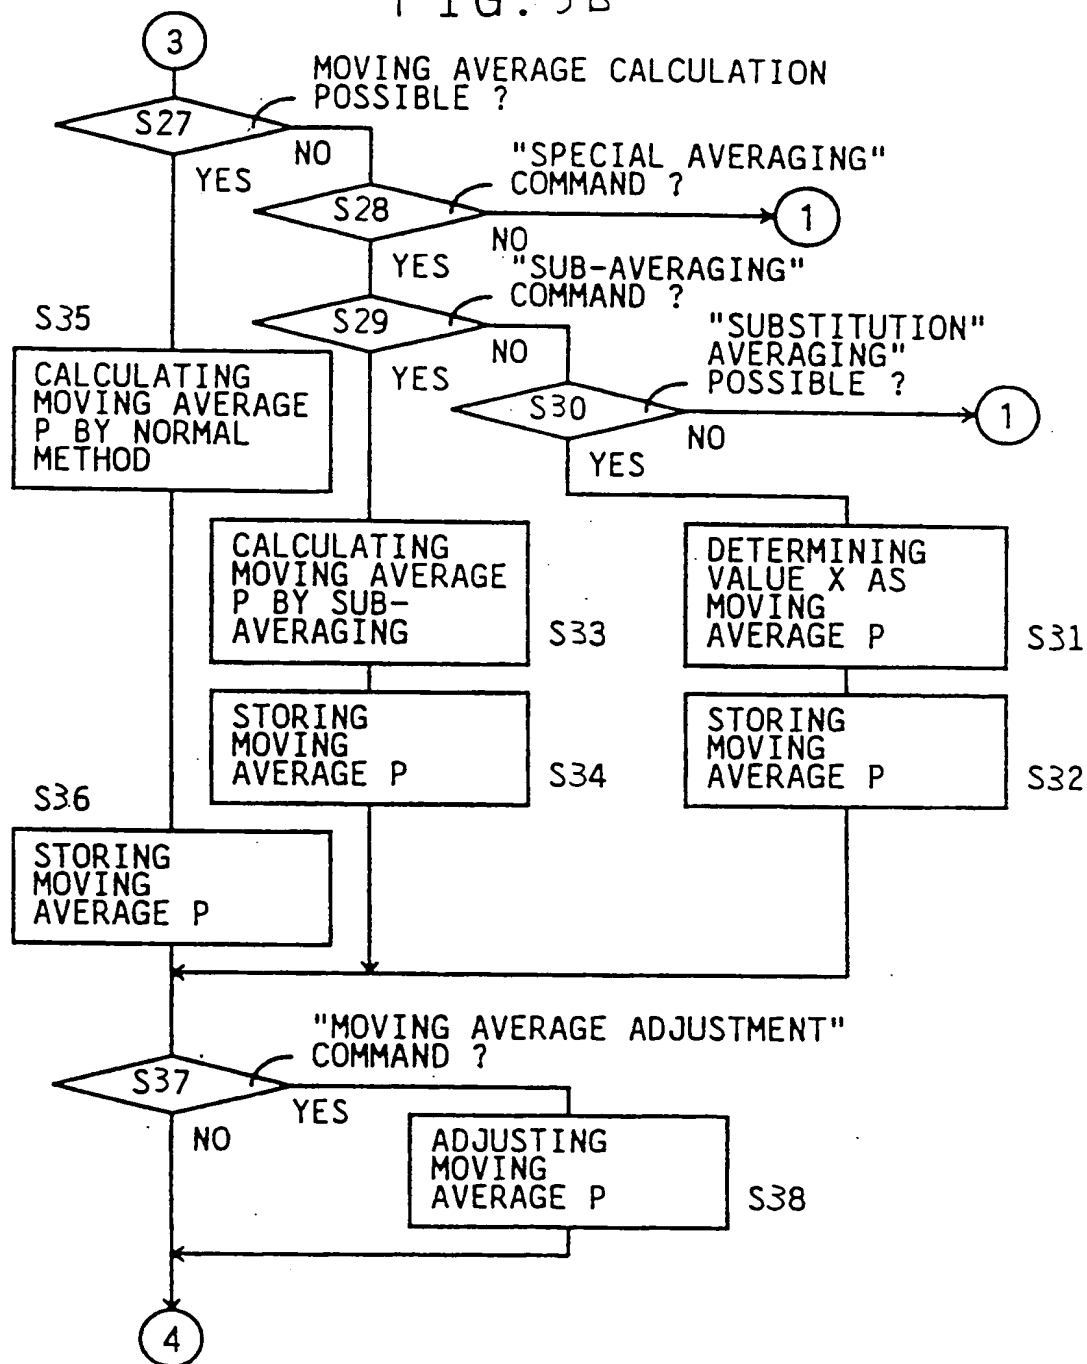 3
MOVING AVERAGE CALCULATION
POSSIBLE ?
S27
NO
YES
"SPECIAL AVERAGING"
COMMAND ?
S28
1
NO
YES
"SUB-AVERAGING"
COMMAND ?
S29
NO
YES
"SUBSTITUTION"
AVERAGING"
POSSIBLE ?
S30
1
NO
YES
S35
CALCULATING
MOVING AVERAGE
P BY NORMAL
METHOD
CALCULATING
MOVING AVERAGE
P BY SUB-
AVERAGING
S33
DETERMINING
VALUE X AS
MOVING
AVERAGE P
S31
STORING
MOVING
AVERAGE P
S34
STORING
MOVING
AVERAGE P
S32
S36
STORING
MOVING
AVERAGE P
"MOVING AVERAGE ADJUSTMENT"
COMMAND ?
S37
YES
NO
ADJUSTING
MOVING
AVERAGE P
S38
4